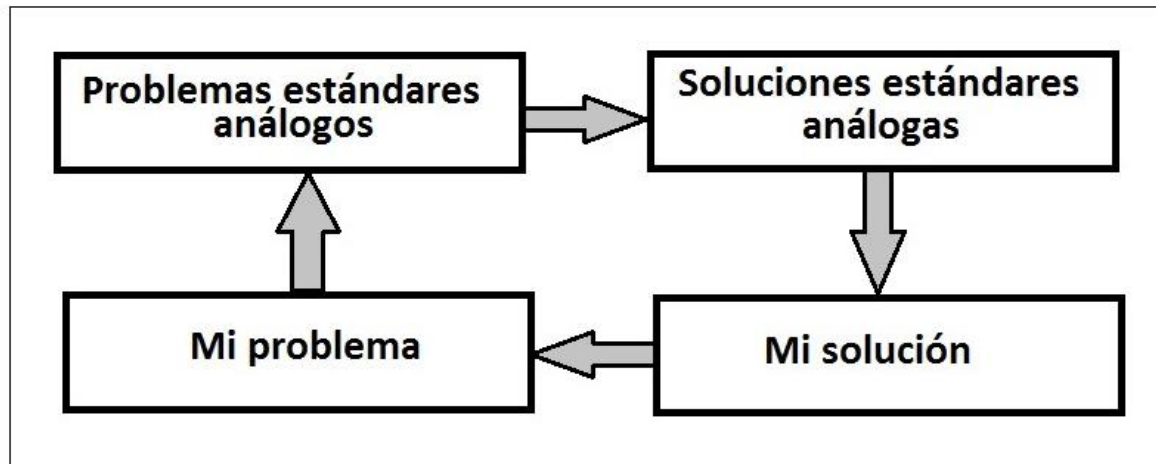 Problemas estándares
análogos
Soluciones estándares
análogas
Mi problema
Mi solución